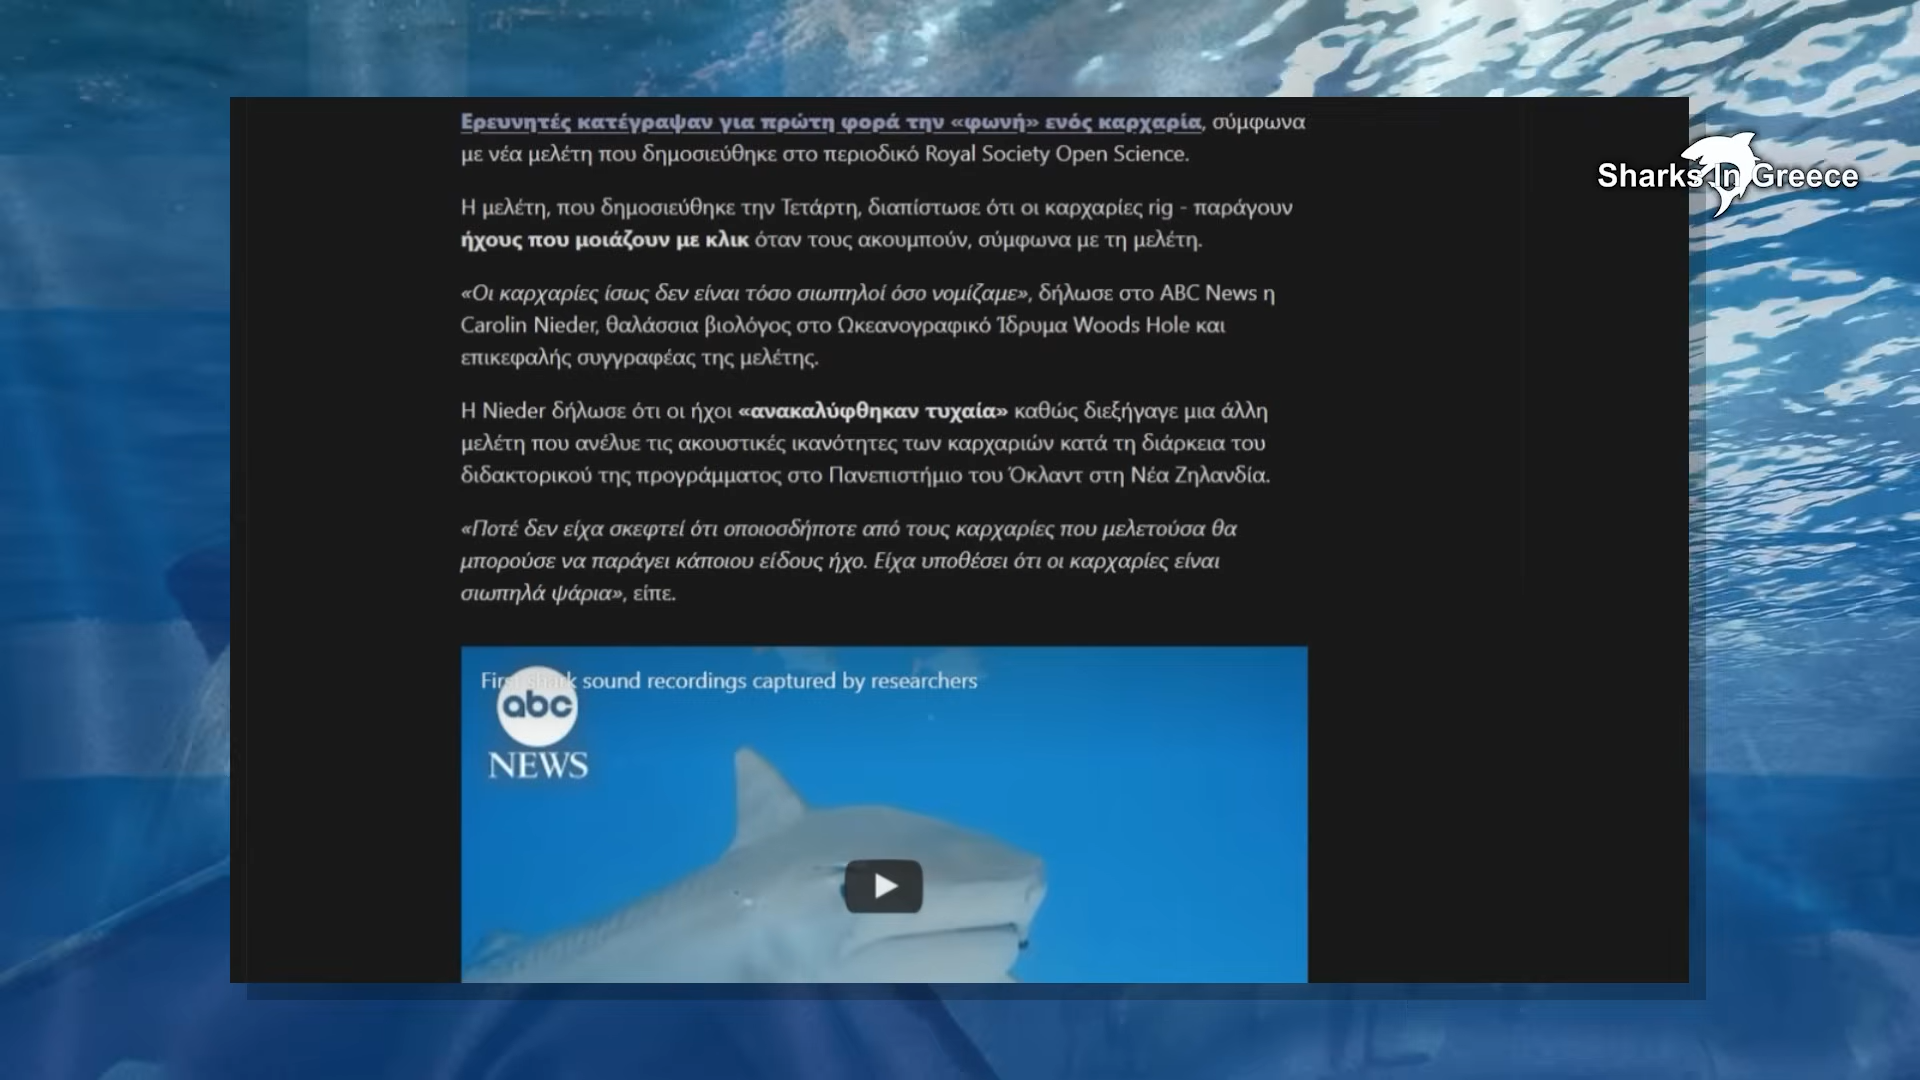 Ερευνητές κατέγραψαν για πρώτη φορά την «φωνή» ενός καρχαρία, σύμφωνα
με νέα μελέτη που δημοσιεύθηκε στο περιοδικό Royal Society Open Science.
Sharks In Greece
Η μελέτη, που δημοσιεύθηκε την Τετάρτη, διαπίστωσε ότι οι καρχαρίες rig - παράγουν
ήχους που μοιάζουν με κλικ όταν τους ακουμπούν, σύμφωνα με τη μελέτη.
«Οι καρχαρίες ίσως δεν είναι τόσο σιωπηλοί όσο νομίζαμε», δήλωσε στο ABC News η
Carolin Nieder, θαλάσσια βιολόγος στο Ωκεανογραφικό Ίδρυμα Woods Hole και
επικεφαλής συγγραφέας της μελέτης.
Η Nieder δήλωσε ότι οι ήχοι «ανακαλύφθηκαν τυχαία» καθώς διεξήγαγε μια άλλη
μελέτη που ανέλυε τις ακουστικές ικανότητες των καρχαριών κατά τη διάρκεια του
διδακτορικού της προγράμματος στο Πανεπιστήμιο του Όκλαντ στη Νέα Ζηλανδία.
«Ποτέ δεν είχα σκεφτεί ότι οποιοσδήποτε από τους καρχαρίες που μελετούσα θα
μπορούσε να παράγει κάποιου είδους ήχο. Είχα υποθέσει ότι οι καρχαρίες είναι
σιωπηλά ψάρια», είπε.
First shark sound recordings captured by researchers
abc
NEWS